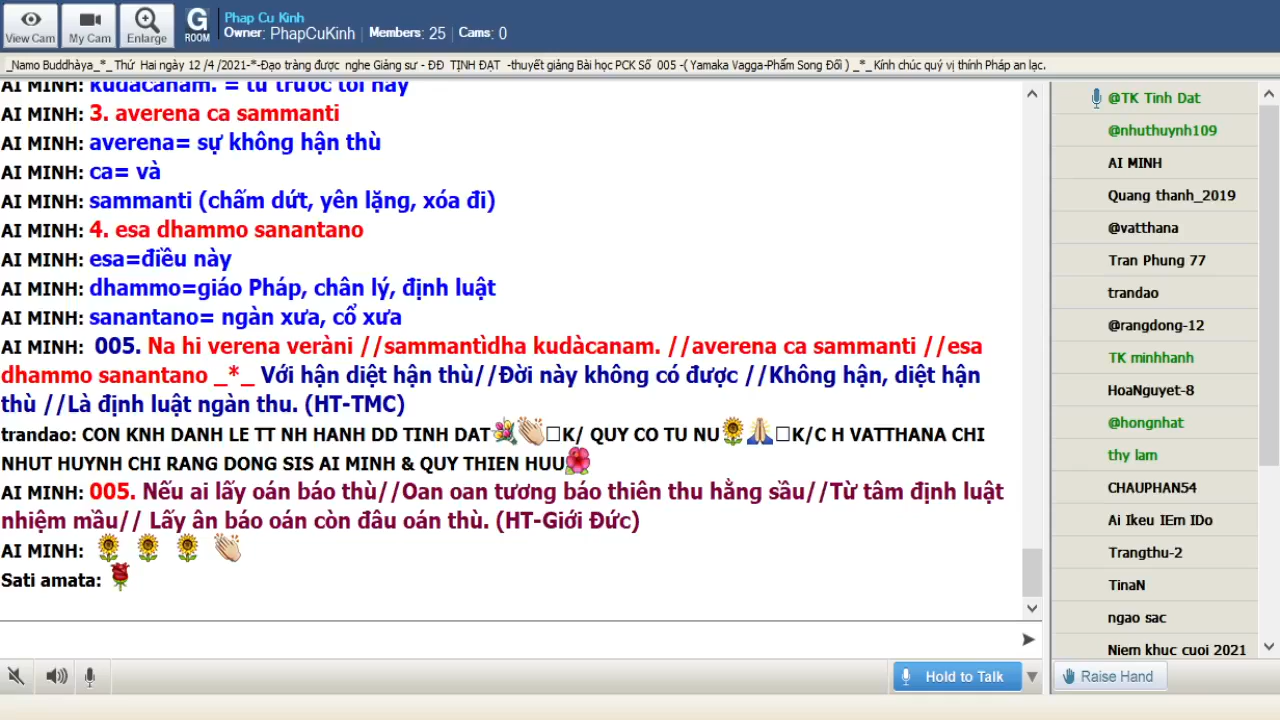 View Cam
My Cam
Enlarge
G
ROOM
Phap Cu Kinh
Owner: PhapCuKinh | Members: 25 | Cams: 0
_Namo Buddhàya_*_ Thứ Hai ngày 12 /4 /2021-*-Đạo tràng được nghe Giảng sư - ĐĐ TỊNH ĐẠT -thuyết giảng Bài học PCK Số 005 -( Yamaka Vagga-Phẩm Song Đối ) _*_ Kính chúc quý vị thính Pháp an lạc.
AI MINH: kudàcanam. = từ trước tới nay
AI MINH: 3. averena ca sammanti
AI MINH: averena= sự không hận thù
AI MINH: ca= và
AI MINH: sammanti (chấm dứt, yên lặng, xóa đi)
AI MINH: 4. esa dhammo sanantano
AI MINH: esa=điều này
AI MINH: dhammo=giáo Pháp, chân lý, định luật
AI MINH: sanantano= ngàn xưa, cổ xưa
AI MINH: 005. Na hi verena veràni //sammantìdha kudàcanam. //averena ca sammanti //esa
dhammo sanantano _*_ Với hận diệt hận thù//Đời này không có được //Không hận, diệt hận
thù //Là định luật ngàn thu. (HT-TMC)
trandao: CON KNH DANH LE TT NH HANH DD TINH DAT💐👏□K/ QUY CO TU NU🌻🙏□K/C H VATTHANA CHI
NHUT HUYNH CHI RANG DONG SIS AI MINH & QUY THIEN HUU🌺
AI MINH: 005. Nếu ai lấy oán báo thù//Oan oan tương báo thiên thu hằng sầu//Từ tâm định luật
nhiệm mầu// Lấy ân báo oán còn đâu oán thù. (HT-Giới Đức)
AI MINH: 🌻 🌻 🌻 👏
Sati amata: 🌹
Hold to Talk
@TK Tinh Dat
@nhuthuynh109
AI MINH
Quang thanh_2019
@vatthana
Tran Phung 77
trandao
@rangdong-12
TK minhhanh
HoaNguyet-8
@hongnhat
thy lam
CHAUPHAN54
Ai Ikeu IEm IDo
Trangthu-2
TinaN
ngao sac
Niem khuc cuoi 2021
Raise Hand